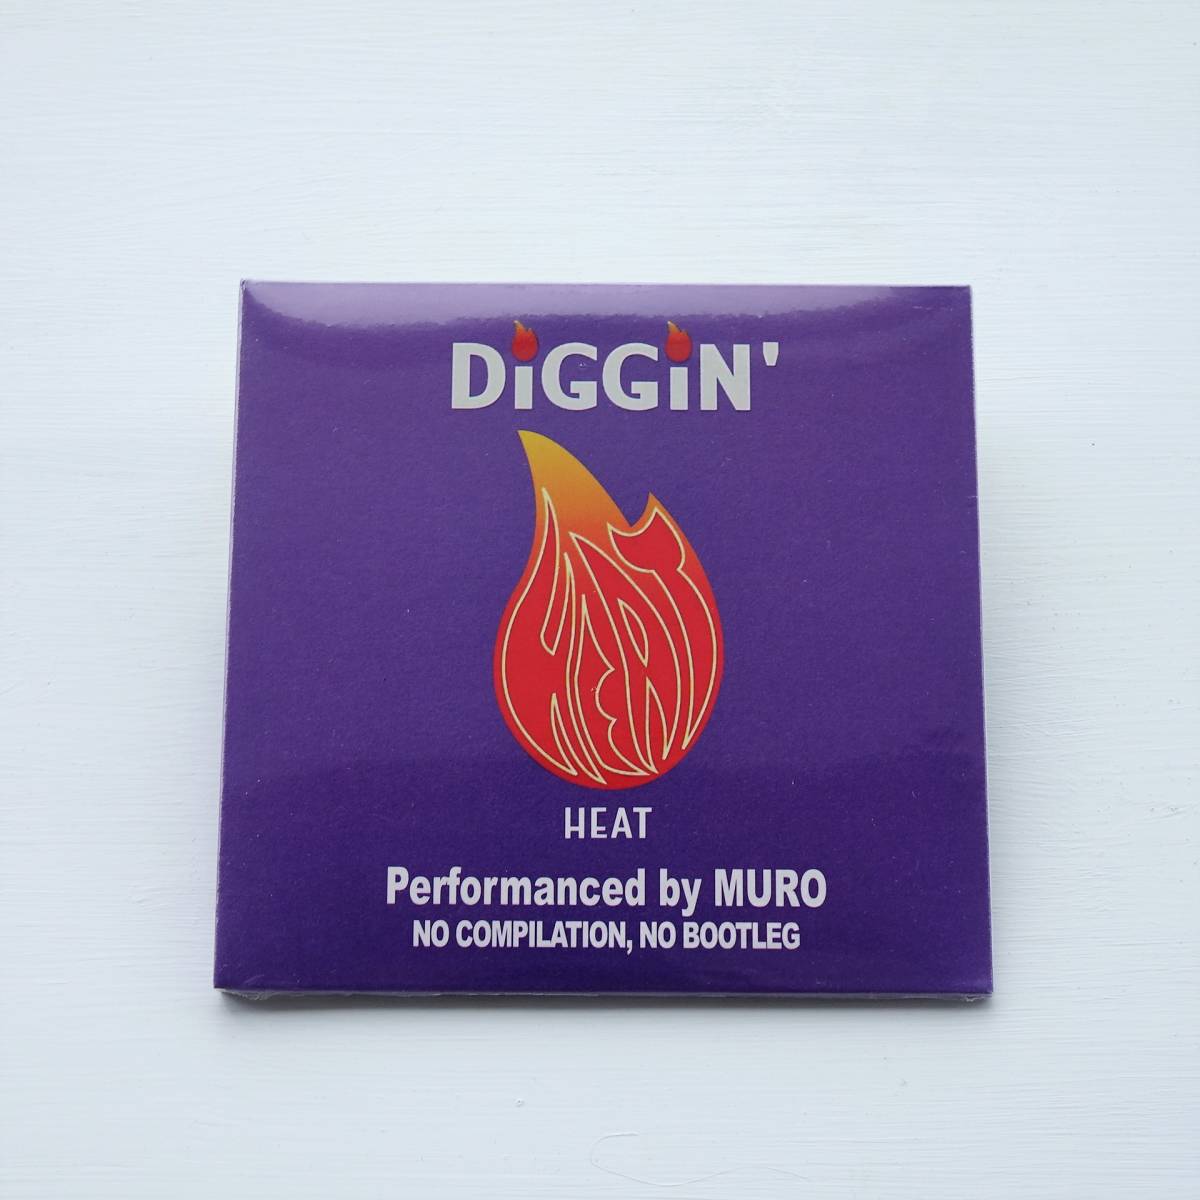 DiGGiN'
HEAT
HEAT
Performanced by MURO
NO COMPILATION, NO BOOTLEG